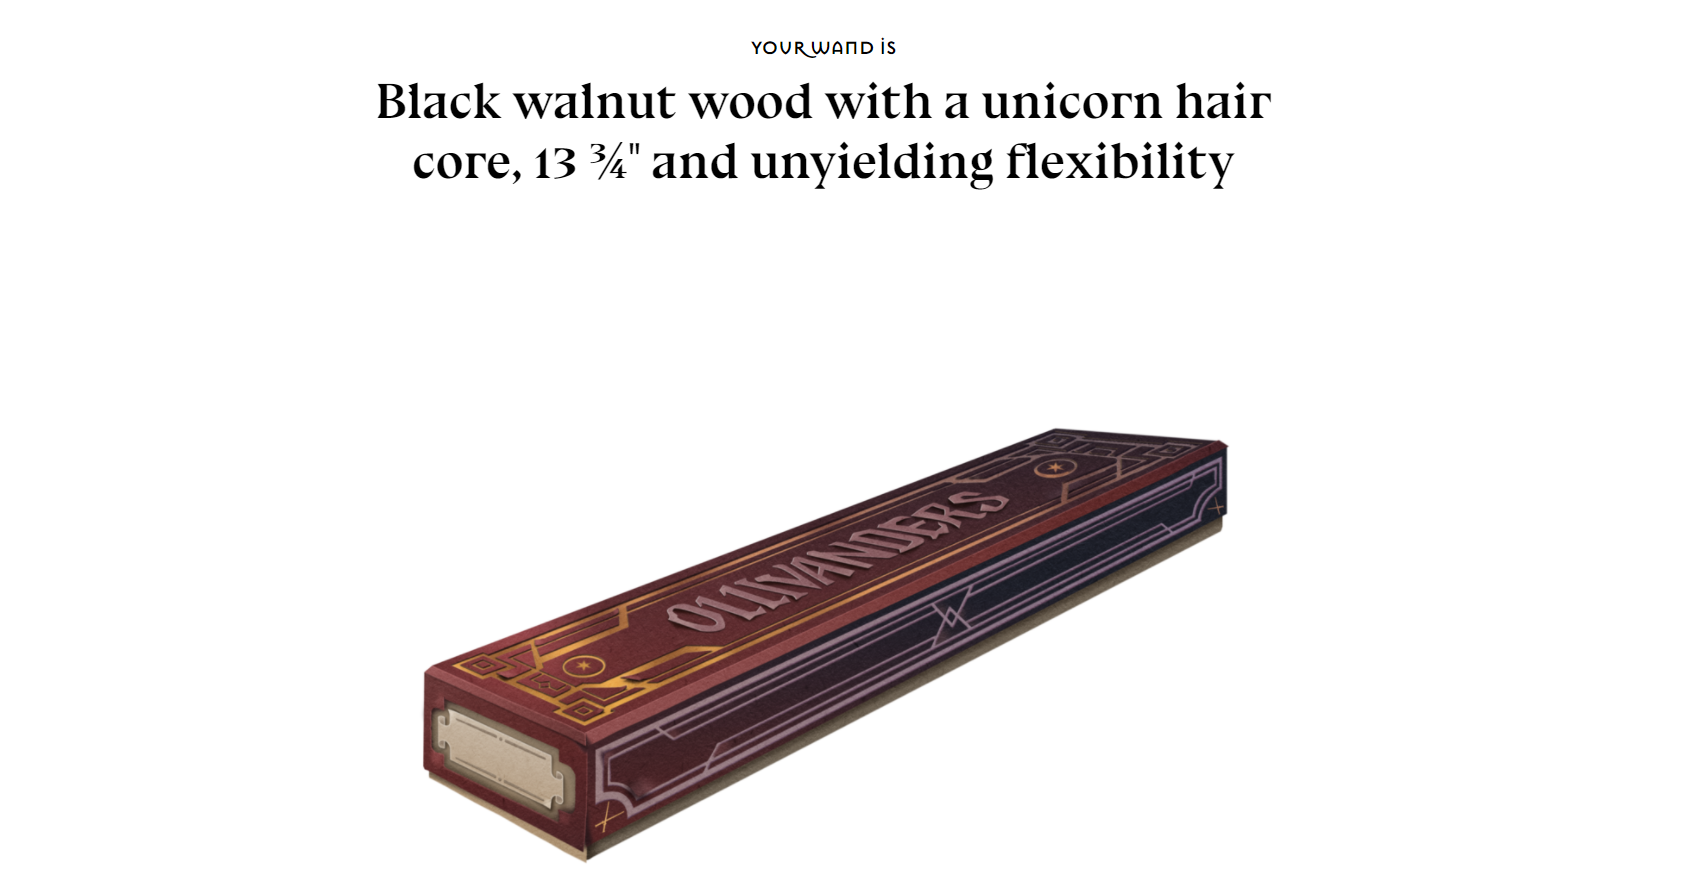 YOUR WAND IS
Black walnut wood with a unicorn hair
core, 13 ¾" and unyielding flexibility
OLLIVANDERS